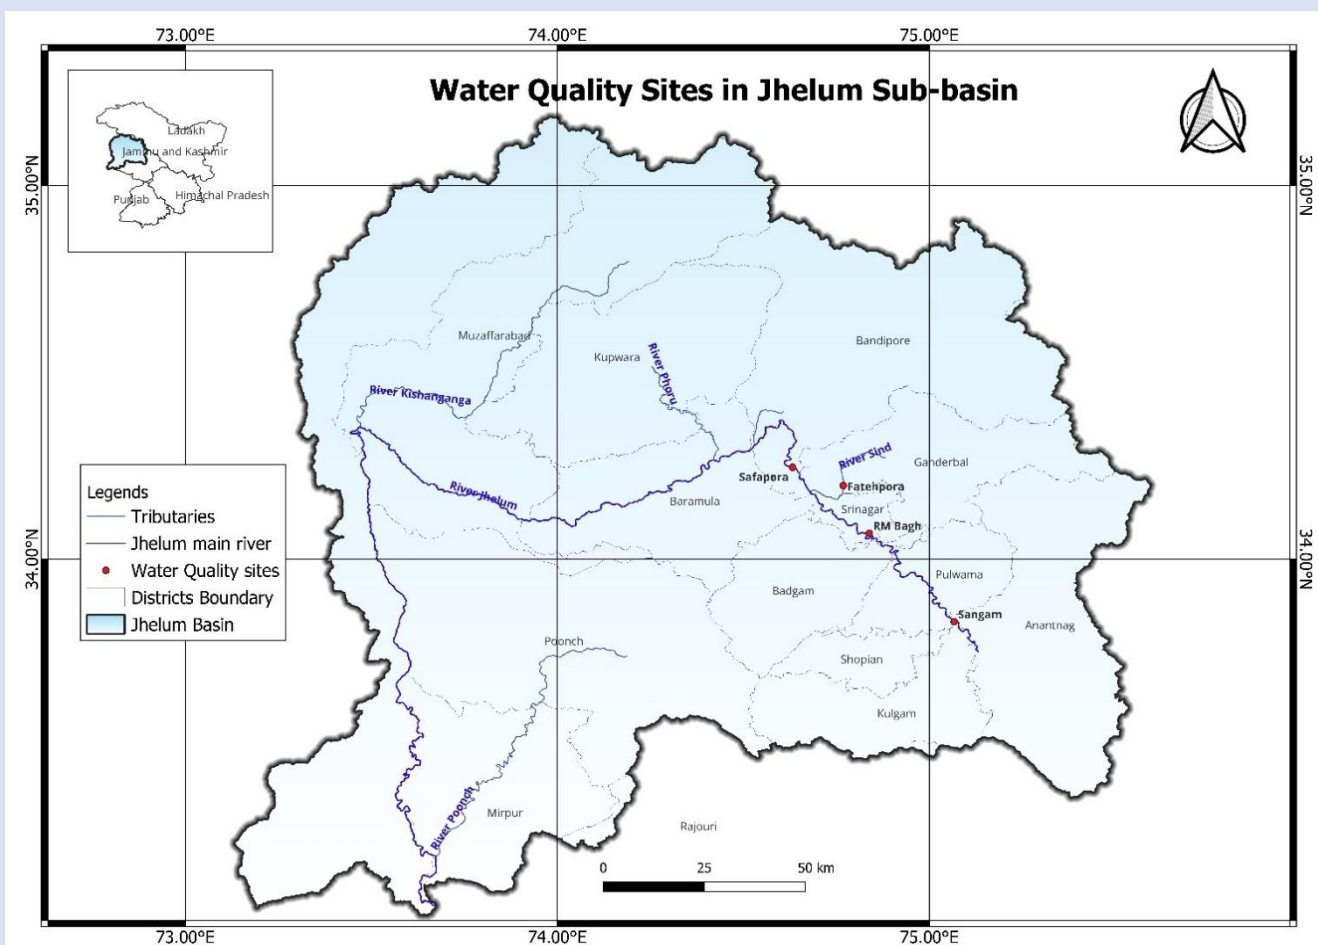 73.00°E
74.00°E
75.00°E
Water Quality Sites in Jhelum Sub-basin
Ladakh
Jammu and Kashmir
Punjab
Himachal Pradesh
35.00°N
35.00°N
Muzaffarabad
Kupwara
River Phoru
Bandipore
River Kishanganga
River Sind
Ganderbal
Safapora
Fatehpora
River Jhelum
Baramula
Srinagar
RM Bagh
34.00°N
34.00°N
Legends
Tributaries
Jhelum main river
Water Quality sites
Districts Boundary
Jhelum Basin
Pulwama
Badgam
Sangam
Anantnag
Poonch
Shopian
Kulgam
River Poonch
Mirpur
Rajouri
0 25 50 km
73.00°E
74.00°E
75.00°E